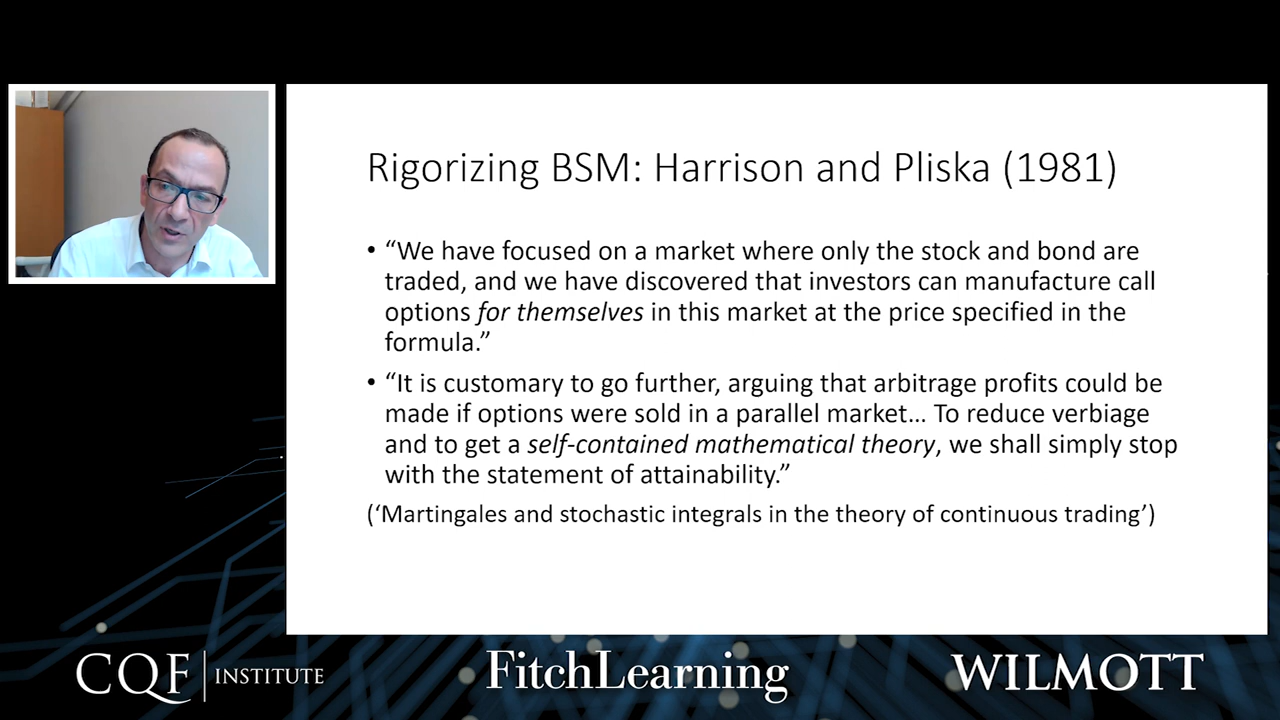 Rigorizing BSM: Harrison and Pliska (1981)
• “We have focused on a market where only the stock and bond are
traded, and we have discovered that investors can manufacture call
options for themselves in this market at the price specified in the
formula.”
• “It is customary to go further, arguing that arbitrage profits could be
made if options were sold in a parallel market… To reduce verbiage
and to get a self-contained mathematical theory, we shall simply stop
with the statement of attainability.”
(‘Martingales and stochastic integrals in the theory of continuous trading’)
CQF INSTITUTE
FitchLearning
WILMOTT